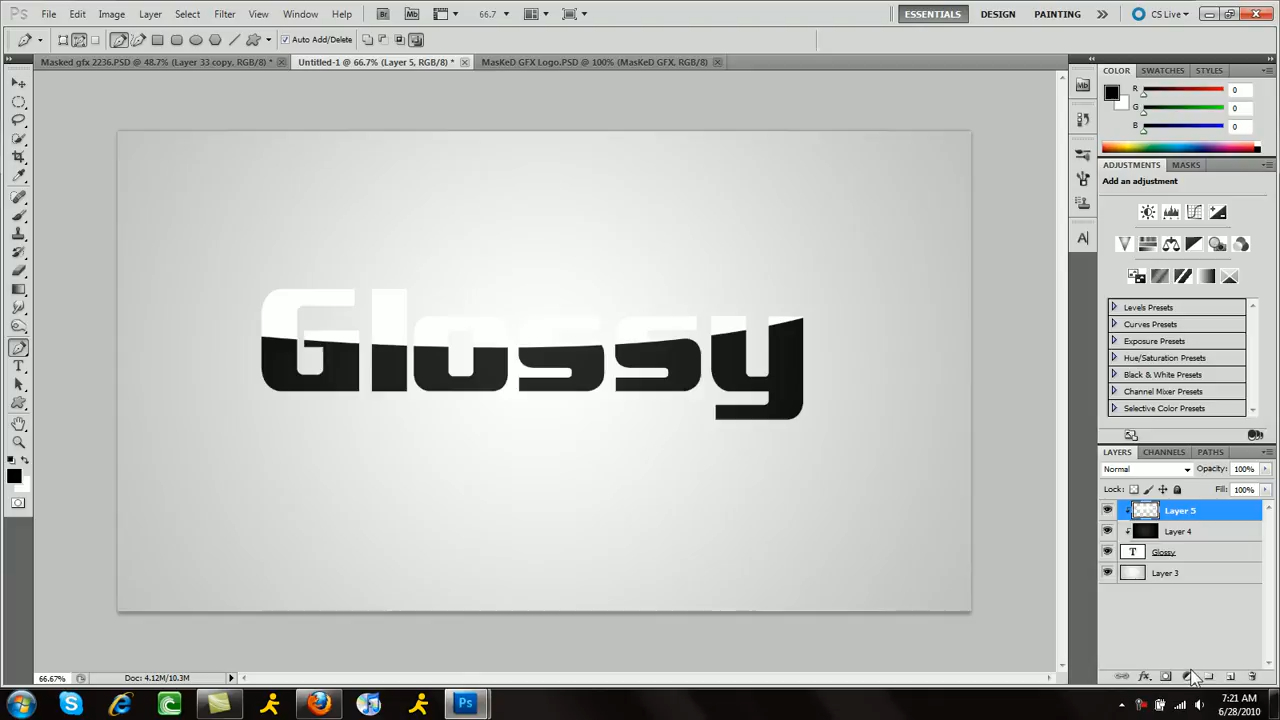 Ps File Edit Image Layer Select Filter View Window Help Br Mb 66.7 ESSENTIALS DESIGN PAINTING CS Live
Auto Add/Delete
Masked gfx 2236.PSD @ 48.7% (Layer 33 copy, RGB/8) * Untitled-1 @ 66.7% (Layer 5, RGB/8) * MasKeD GFX Logo.PSD @ 100% (MasKeD GFX, RGB/8)
COLOR SWATCHES STYLES
R 0
G 0
B 0
ADJUSTMENTS MASKS
Add an adjustment
Glossy
Levels Presets
Curves Presets
Exposure Presets
Hue/Saturation Presets
Black & White Presets
Channel Mixer Presets
Selective Color Presets
LAYERS CHANNELS PATHS
Normal Opacity: 100%
Lock: Fill: 100%
Layer 5
Layer 4
T Glossy
Layer 3
66.67% Doc: 4.12M/10.3M
fx
Ps
7:21 AM
6/28/2010